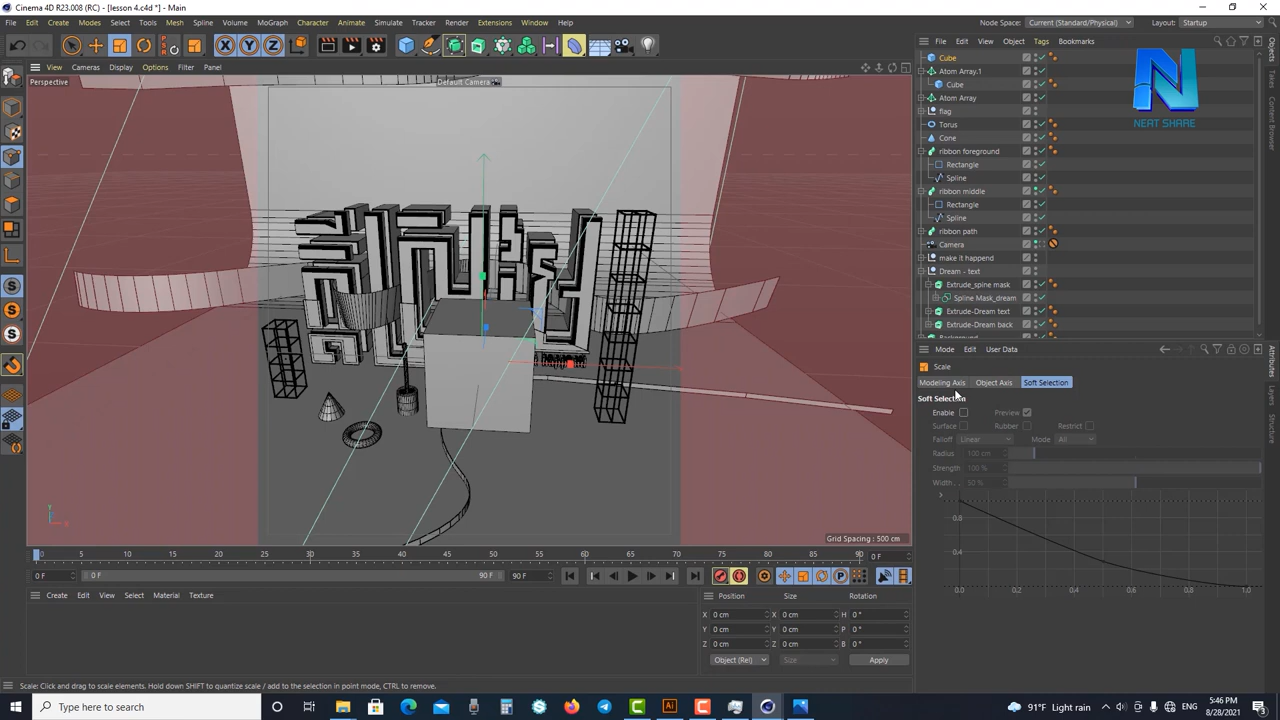 Cinema 4D R23.008 (RC) - [lesson 4.c4d *] - Main
File Edit Create Modes Select Tools Mesh Spline Volume MoGraph Character Animate Simulate Tracker Render Extensions Window Help
Node Space: Current (Standard/Physical) Layout: Startup
View Cameras Display Options Filter Panel
Perspective
Default Camera
Grid Spacing : 500 cm
Y
X
File Edit View Object Tags Bookmarks
Cube
Atom Array.1
Cube
Atom Array
flag
Torus
Cone
ribbon foreground
Rectangle
Spline
ribbon middle
Rectangle
Spline
ribbon path
Camera
make it happend
Dream - text
Extrude_spine mask
Spline Mask_dream
Extrude-Dream text
Extrude-Dream back
Background
NEAT SHARE
Objects
Takes
Content Browser
Mode Edit User Data
Scale
Modeling Axis Object Axis Soft Selection
Soft Selection
Enable Preview
Surface Rubber Restrict
Falloff Linear Mode All
Radius 100 cm
Strength 100 %
Width . . 50 %
0.8
0.4
0.0 0.2 0.4 0.6 0.8 1.0
Attributes
Layers
Structure
0 5 10 15 20 25 30 35 40 45 50 55 60 65 70 75 80 85 90 0 F
0 F 0 F 90 F 90 F
Create Edit View Select Material Texture
Position Size Rotation
X 0 cm X 0 cm H 0 °
Y 0 cm Y 0 cm P 0 °
Z 0 cm Z 0 cm B 0 °
Object (Rel) Size Apply
Scale: Click and drag to scale elements. Hold down SHIFT to quantize scale / add to the selection in point mode, CTRL to remove.
Type here to search
91°F Light rain
ENG
5:46 PM
8/28/2021